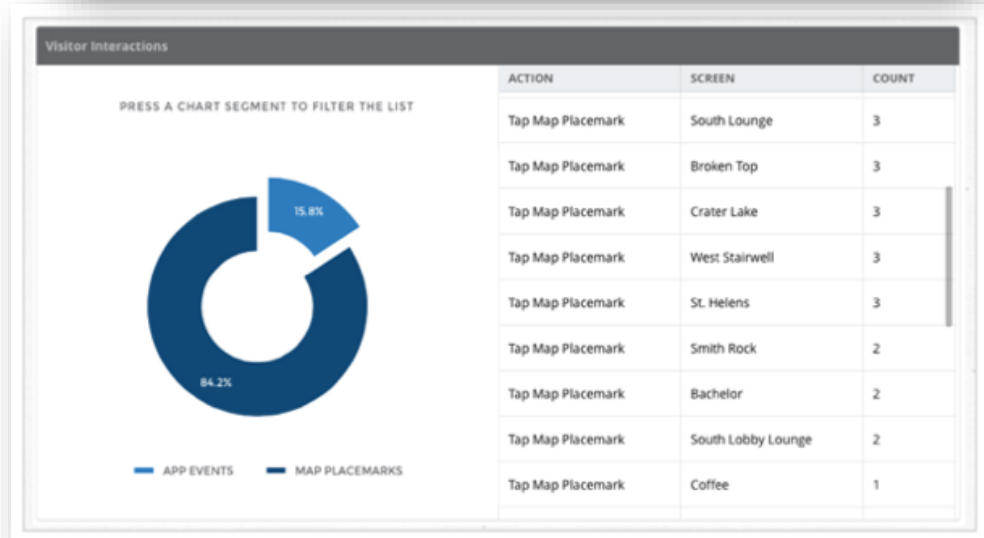 Visitor Interactions
PRESS A CHART SEGMENT TO FILTER THE LIST
15.8%
84.2%
APP EVENTS MAP PLACEMARKS
ACTION SCREEN COUNT
Tap Map Placemark South Lounge 3
Tap Map Placemark Broken Top 3
Tap Map Placemark Crater Lake 3
Tap Map Placemark West Stairwell 3
Tap Map Placemark St. Helens 3
Tap Map Placemark Smith Rock 2
Tap Map Placemark Bachelor 2
Tap Map Placemark South Lobby Lounge 2
Tap Map Placemark Coffee 1